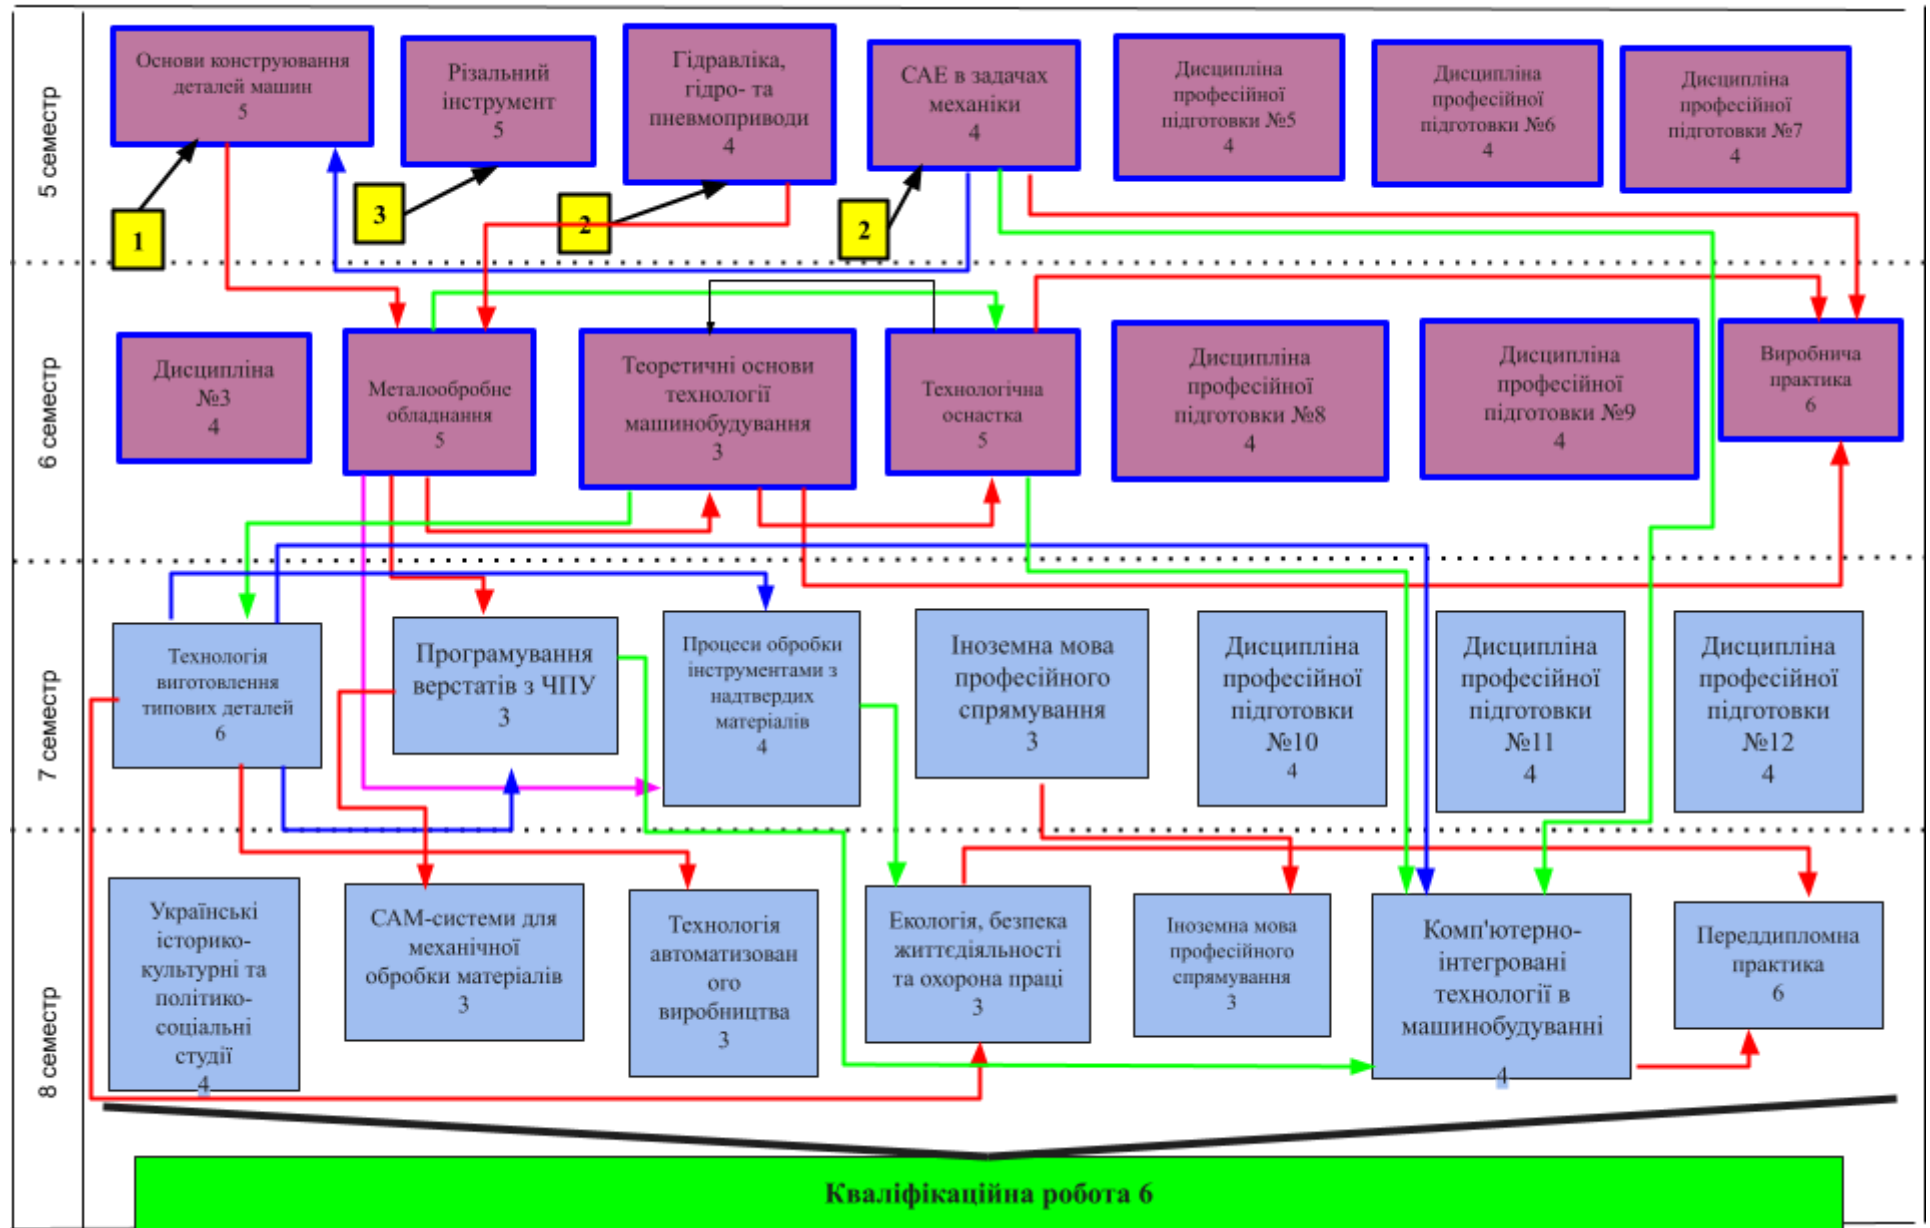 5 семестр
Основи конструювання
деталей машин
5
Різальний
інструмент
5
Гідравліка,
гідро- та
пневмоприводи
4
САЕ в задачах
механіки
4
Дисципліна
професійної
підготовки №5
4
Дисципліна
професійної
підготовки №6
4
Дисципліна
професійної
підготовки №7
4
1
3
2
2
6 семестр
Дисципліна
№3
4
Металообробне
обладнання
5
Теоретичні основи
технології
машинобудування
3
Технологічна
оснастка
5
Дисципліна
професійної
підготовки №8
4
Дисципліна
професійної
підготовки №9
4
Виробнича
практика
6
7 семестр
Технологія
виготовлення
типових деталей
6
Програмування
верстатів з ЧПУ
3
Процеси обробки
інструментами з
надтвердих
матеріалів
4
Іноземна мова
професійного
спрямування
3
Дисципліна
професійної
підготовки
№10
4
Дисципліна
професійної
підготовки
№11
4
Дисципліна
професійної
підготовки
№12
4
8 семестр
Українські
історико-
культурні та
політико-
соціальні
студії
4
САМ-системи для
механічної
обробки матеріалів
3
Технологія
автоматизован
ого
виробництва
3
Екологія, безпека
життєдіяльності
та охорона праці
3
Іноземна мова
професійного
спрямування
3
Комп'ютерно-
інтегровані
технології в
машинобудуванні
4
Переддипломна
практика
6
Кваліфікаційна робота 6